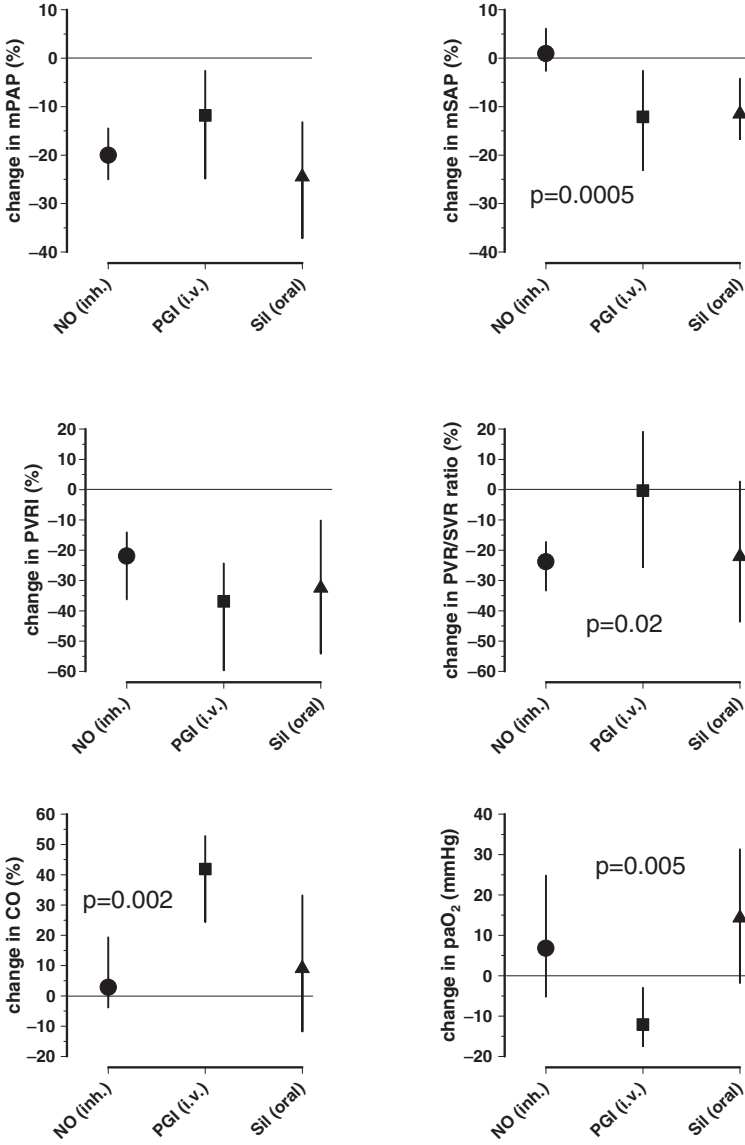 10
0
−10
−20
−30
−40
change in mPAP (%)
NO (inh.)
PGI (i.v.)
Sil (oral)
10
0
−10
−20
−30
−40
change in mSAP (%)
p=0.0005
NO (inh.)
PGI (i.v.)
Sil (oral)
20
10
0
−10
−20
−30
−40
−50
−60
change in PVRI (%)
NO (inh.)
PGI (i.v.)
Sil (oral)
20
10
0
−10
−20
−30
−40
−50
−60
change in PVR/SVR ratio (%)
p=0.02
NO (inh.)
PGI (i.v.)
Sil (oral)
60
50
40
30
20
10
0
−10
−20
change in CO (%)
p=0.002
NO (inh.)
PGI (i.v.)
Sil (oral)
40
30
20
10
0
−10
−20
change in paO₂ (mmHg)
p=0.005
NO (inh.)
PGI (i.v.)
Sil (oral)